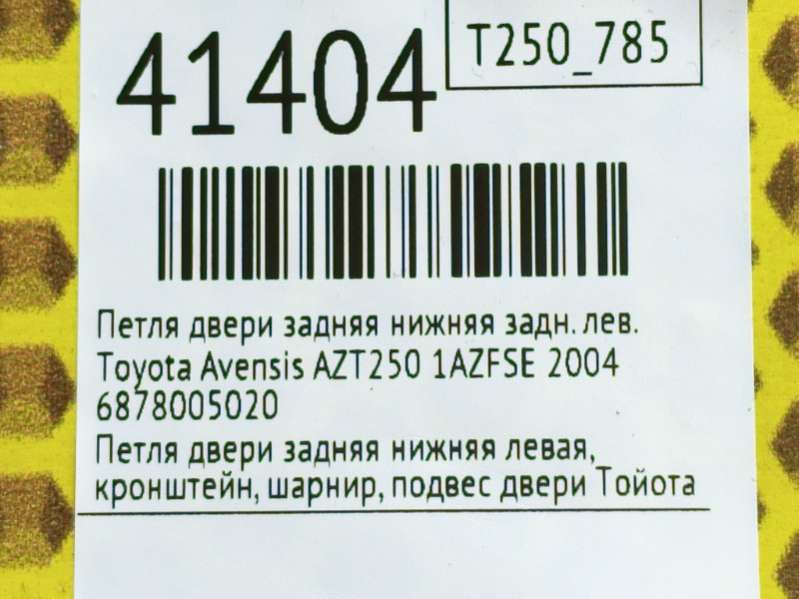 41404
T250_785
Петля двери задняя нижняя задн. лев.
Toyota Avensis AZT250 1AZFSE 2004
6878005020
Петля двери задняя нижняя левая,
кронштейн, шарнир, подвес двери Тойота